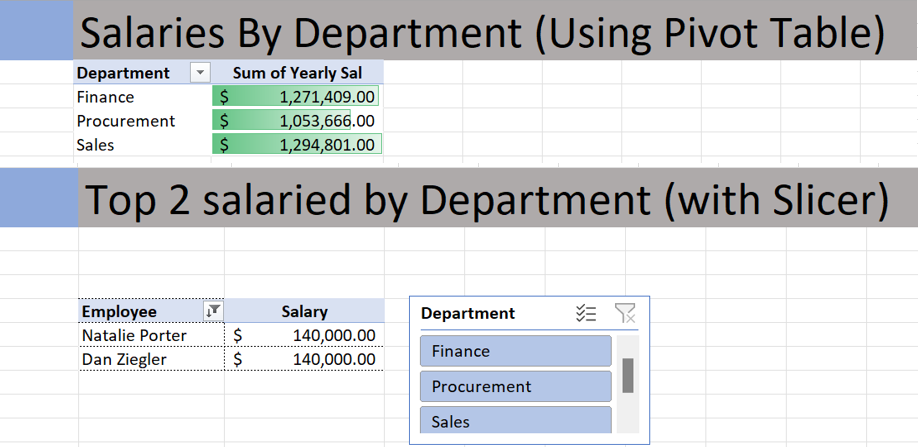 Salaries By Department (Using Pivot Table)
Department Sum of Yearly Sal
Finance $ 1,271,409.00
Procurement $ 1,053,666.00
Sales $ 1,294,801.00
Top 2 salaried by Department (with Slicer)
Employee Salary
Natalie Porter $ 140,000.00
Dan Ziegler $ 140,000.00
Department
Finance
Procurement
Sales